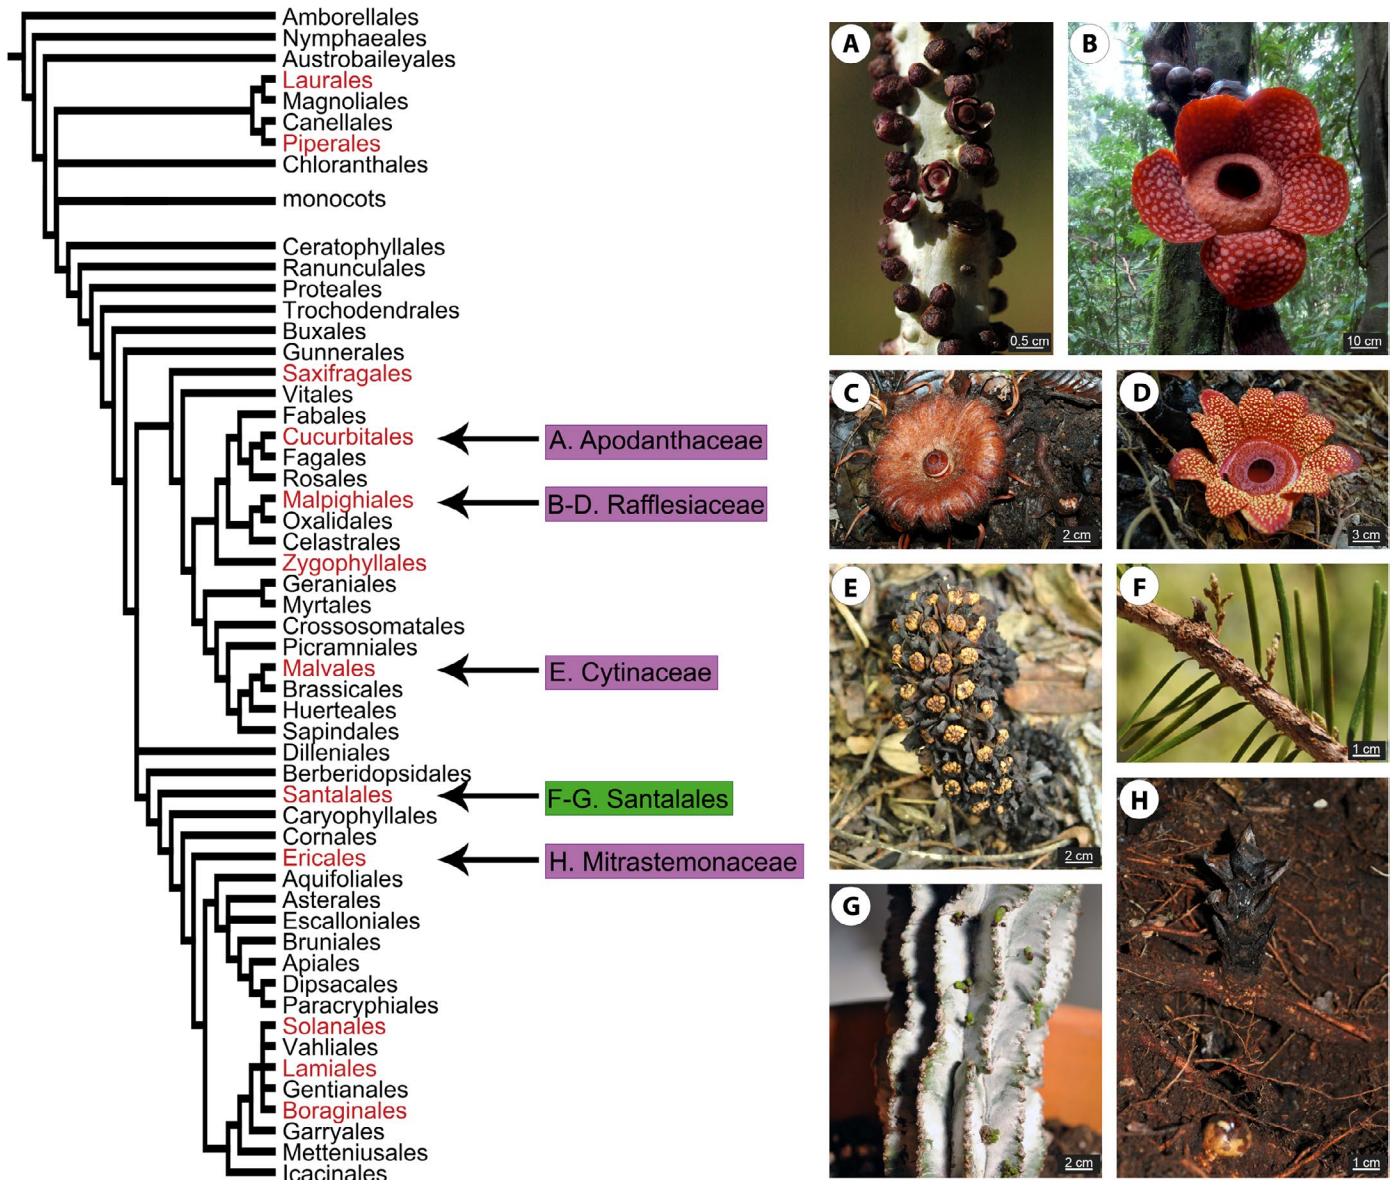 Amborellales
Nymphaeales
Austrobaileyales
Laurales
Magnoliales
Canellales
Piperales
Chloranthales
monocots
Ceratophyllales
Ranunculales
Proteales
Trochodendrales
Buxales
Gunnerales
Saxifragales
Vitales
Fabales
Cucurbitales
Fagales
Rosales
Malpighiales
Oxalidales
Celastrales
Zygophyllales
Geraniales
Myrtales
Crossosomatales
Picramniales
Malvales
Brassicales
Huerteales
Sapindales
Dilleniales
Berberidopsidales
Santalales
Caryophyllales
Cornales
Ericales
Aquifoliales
Asterales
Escalloniales
Bruniales
Apiales
Dipsacales
Paracryphiales
Solanales
Vahliales
Lamiales
Gentianales
Boraginales
Garryales
Metteniusales
Icacinales
A. Apodanthaceae
B-D. Rafflesiaceae
E. Cytinaceae
F-G. Santalales
H. Mitrastemonaceae
A
0.5 cm
B
10 cm
C
2 cm
D
3 cm
E
2 cm
F
1 cm
G
2 cm
H
1 cm